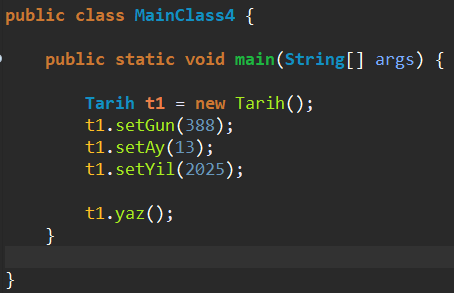 public class MainClass4 {
public static void main(String[] args) {
Tarih t1 = new Tarih();
t1.setGun(388);
t1.setAy(13);
t1.setYil(2025);
t1.yaz();
}
}